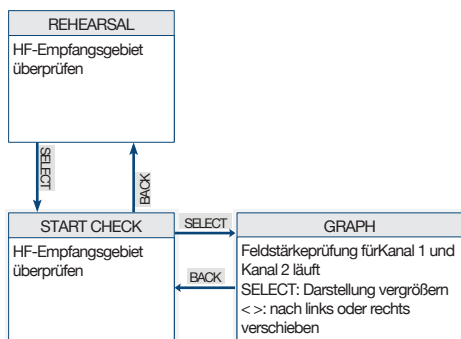 REHEARSAL
HF-Empfangsgebiet
überprüfen
SELECT
BACK
START CHECK
HF-Empfangsgebiet
überprüfen
SELECT
BACK
GRAPH
Feldstärkeprüfung fürKanal 1 und
Kanal 2 läuft
SELECT: Darstellung vergrößern
< >: nach links oder rechts
verschieben